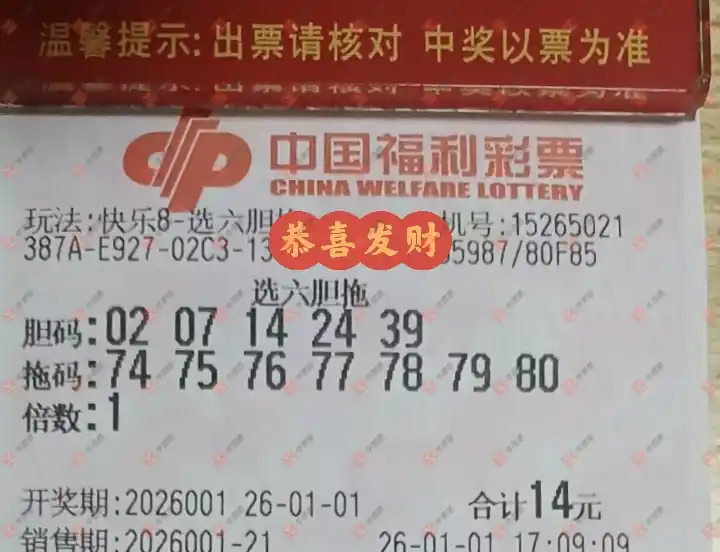 温馨提示:出票请核对 中奖以票为准
中国福利彩票
CHINA WELFARE LOTTERY
玩法:快乐8-选六胆拖 机号:15265021
387A-E927-02C3-13 恭喜发财 5987/80F85
选六胆拖
胆码:02 07 14 24 39
拖码:74 75 76 77 78 79 80
倍数:1
开奖期:2026001 26-01-01 合计14元
销售期:2026001-21 26-01-01 17:09:09